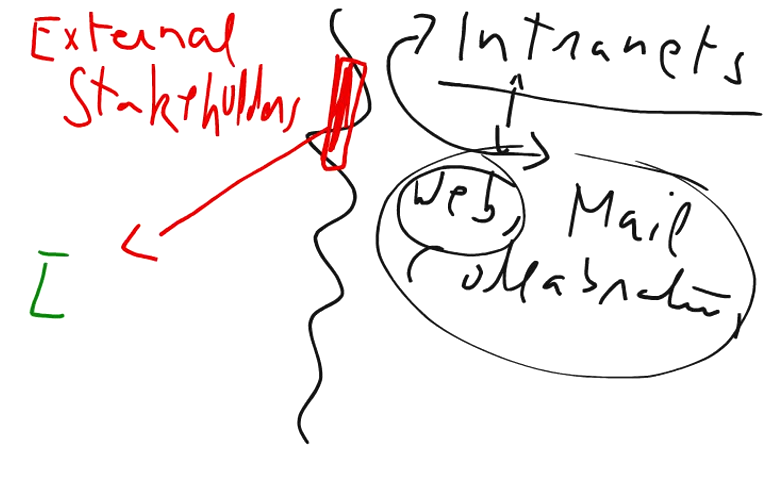 External
Stakeholders
Intranets
Web,
Mail
Collaboration,
E